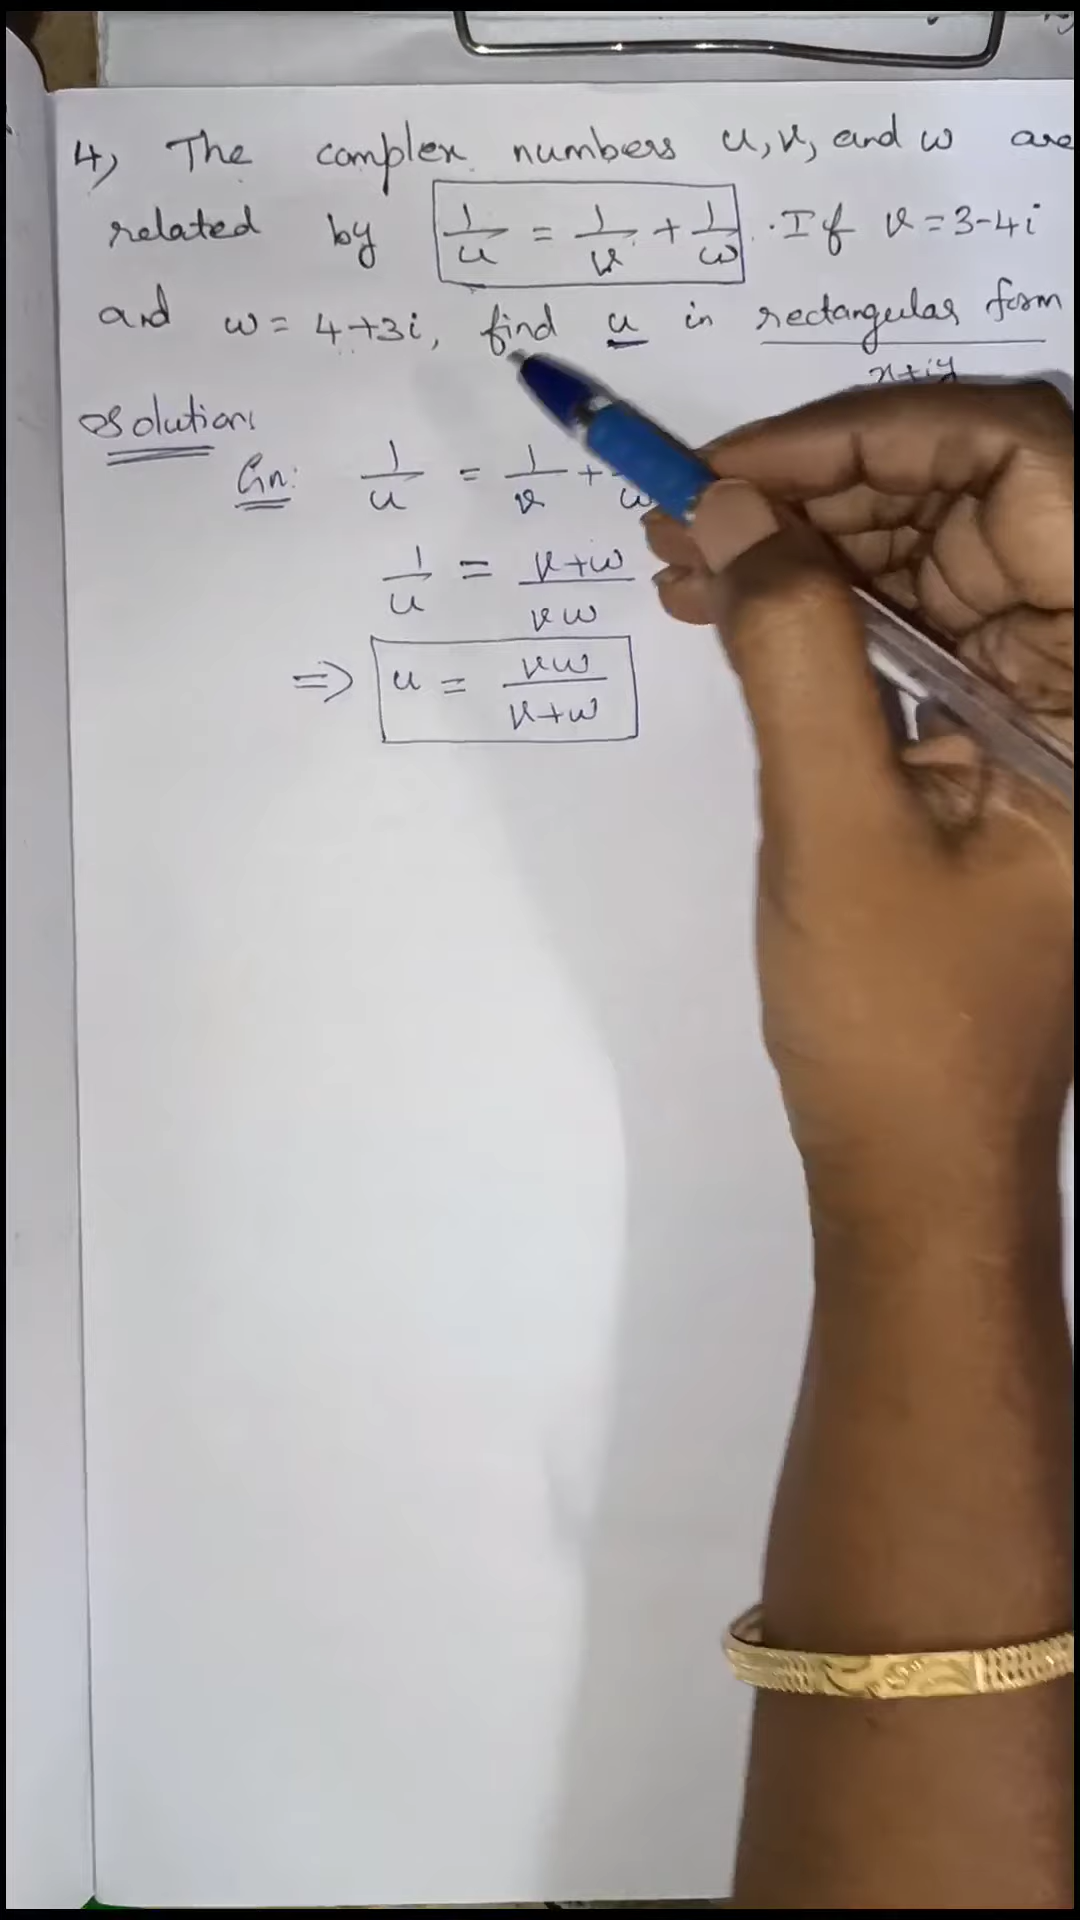 4) The complex numbers u, v, and w are
related by 1/u = 1/v + 1/w . If v = 3-4i
and w = 4+3i, find u in rectangular form
x+iy
Solution:
Gn: 1/u = 1/v + /w
1/u = v+w/vw
=> u = vw/v+w